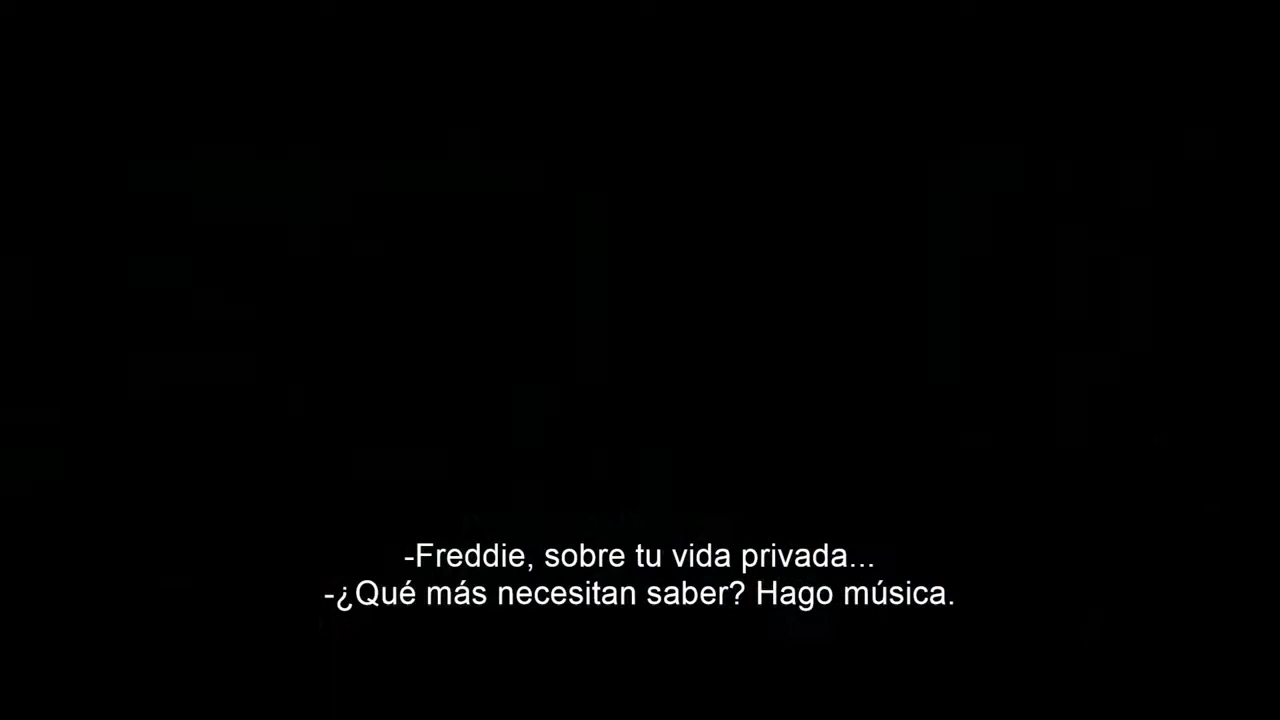 -Freddie, sobre tu vida privada...
-¿Qué más necesitan saber? Hago música.